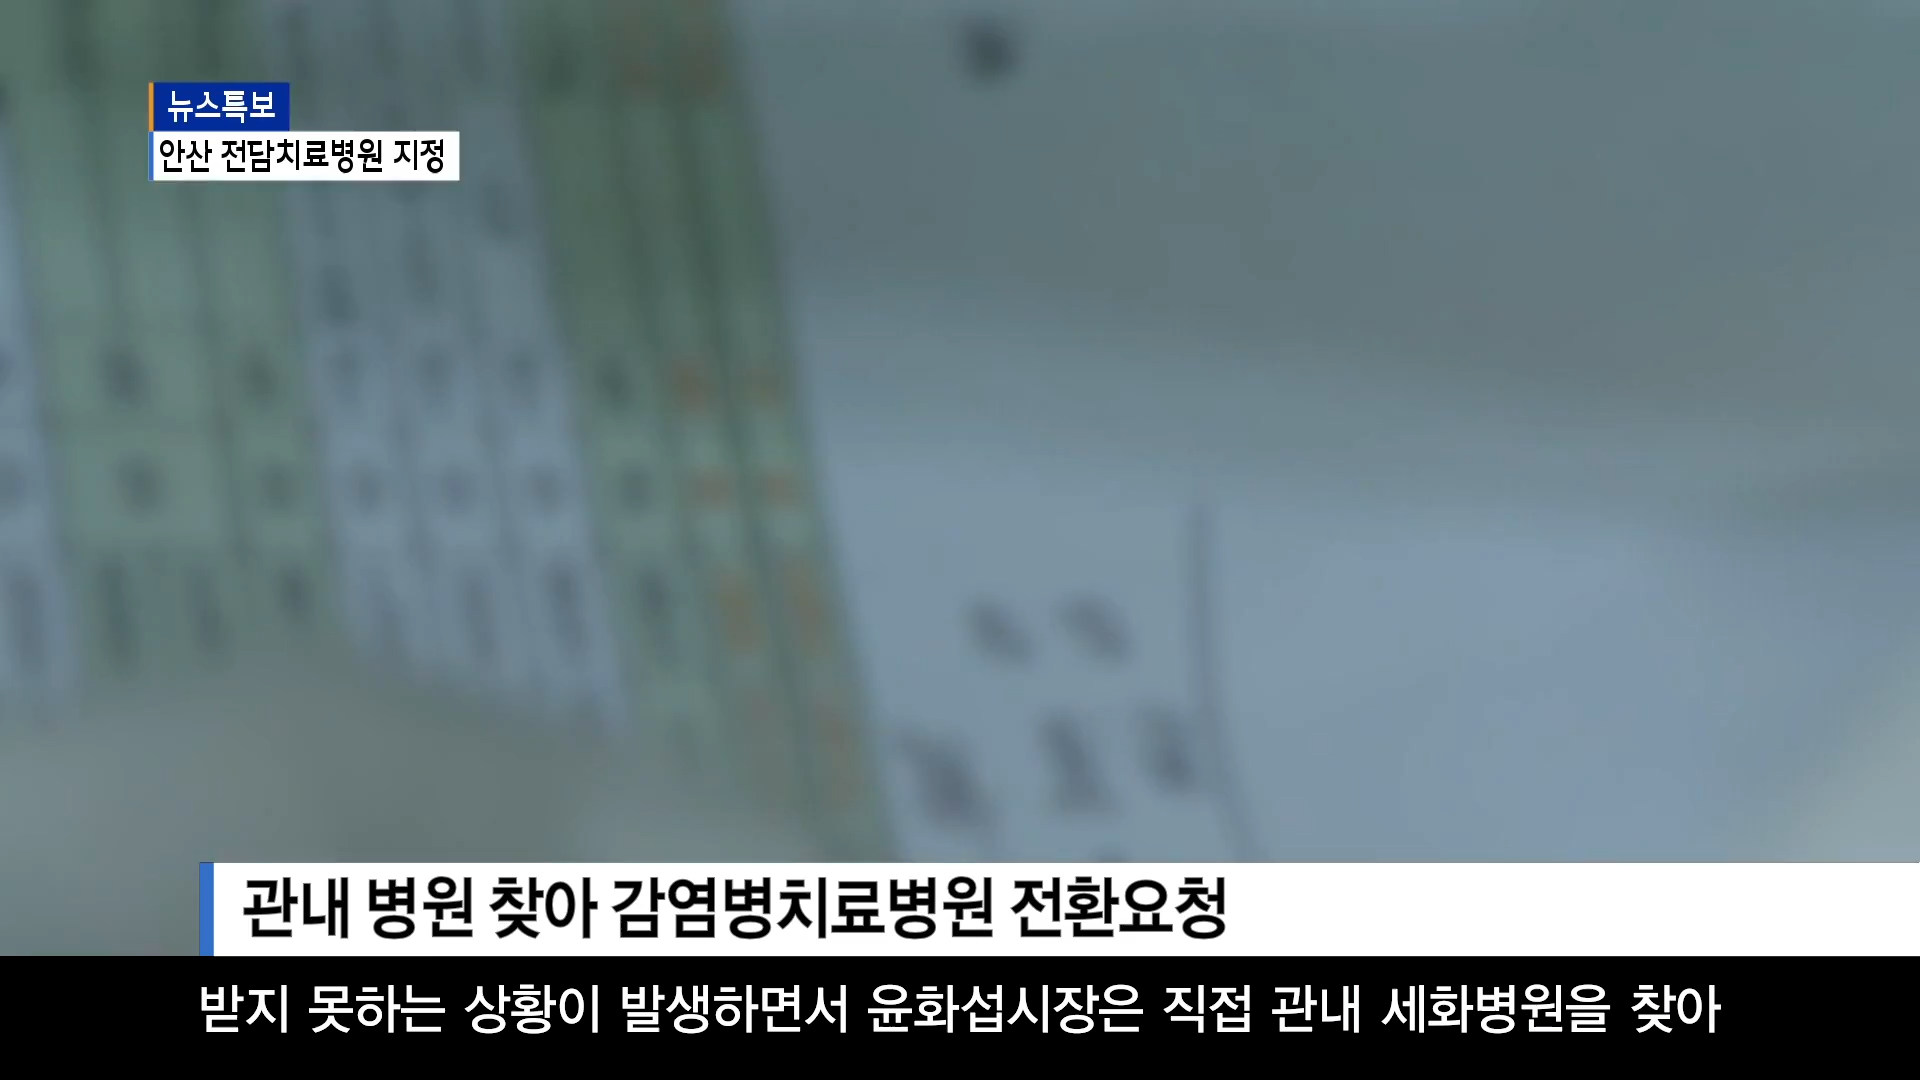 뉴스특보
안산 전담치료병원 지정
관내 병원 찾아 감염병치료병원 전환요청
받지 못하는 상황이 발생하면서 윤화섭시장은 직접 관내 세화병원을 찾아